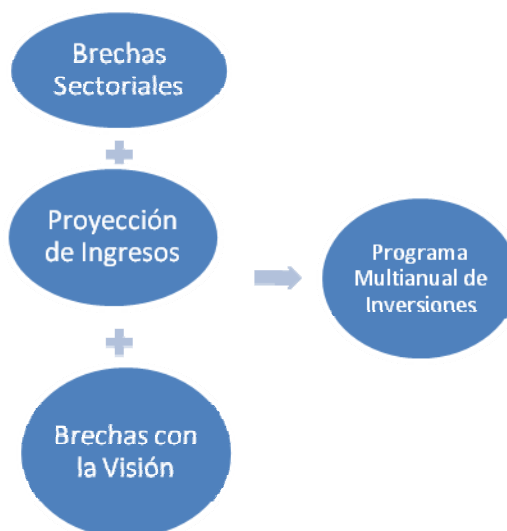 Brechas
Sectoriales
Proyección
de Ingresos
Brechas con
la Visión
Programa
Multianual de
Inversiones